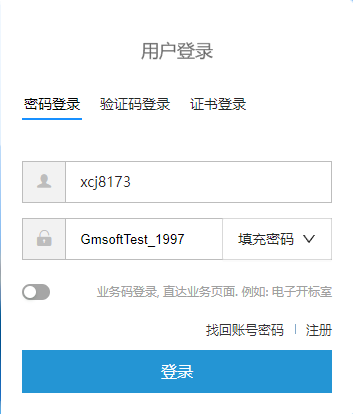 用户登录
密码登录 验证码登录 证书登录
xcj8173
GmsoftTest_1997 填充密码
业务码登录, 直达业务页面. 例如: 电子开标室
找回账号密码 | 注册
登录